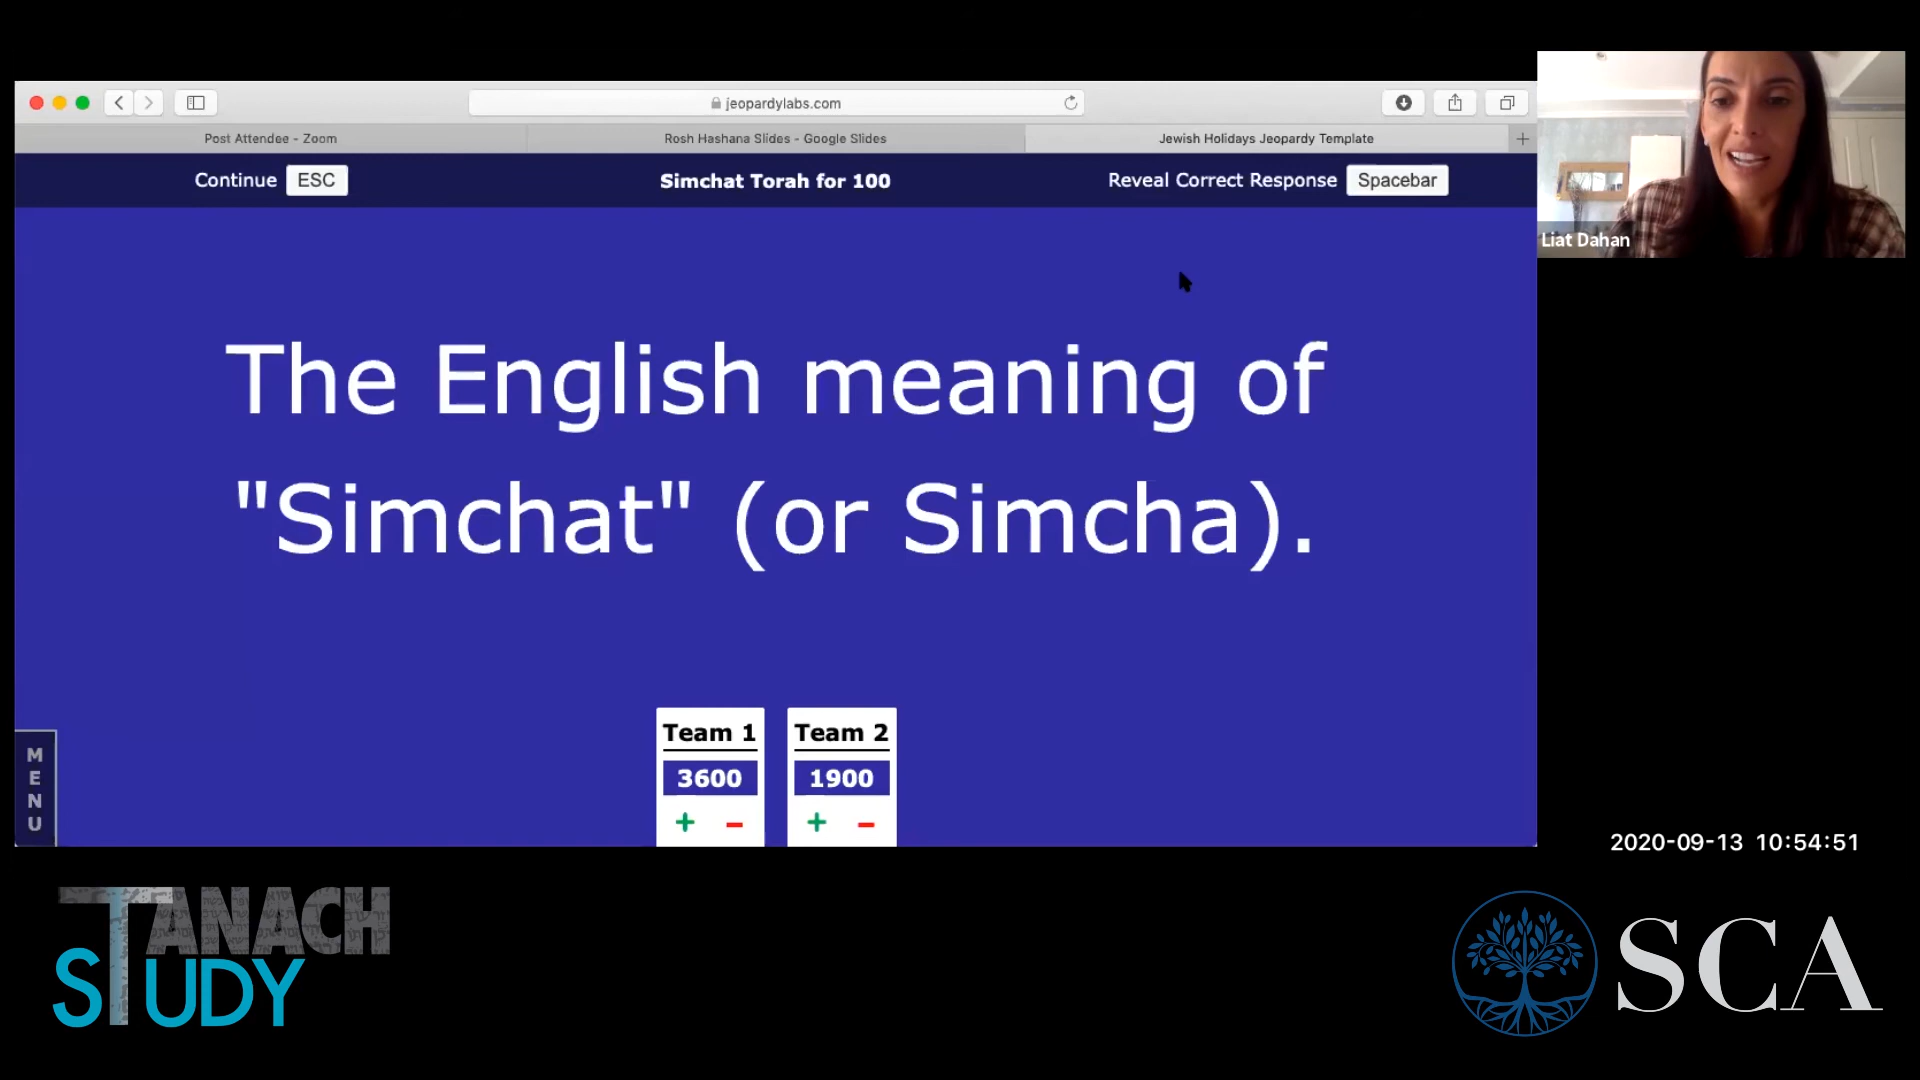 jeopardylabs.com
Post Attendee - Zoom
Rosh Hashana Slides - Google Slides
Jewish Holidays Jeopardy Template
Continue ESC
Simchat Torah for 100
Reveal Correct Response Spacebar
Liat Dahan
The English meaning of
"Simchat" (or Simcha).
MENU
Team 1
3600
+ −
Team 2
1900
+ −
2020-09-13 10:54:51
TANACH
STUDY
SCA